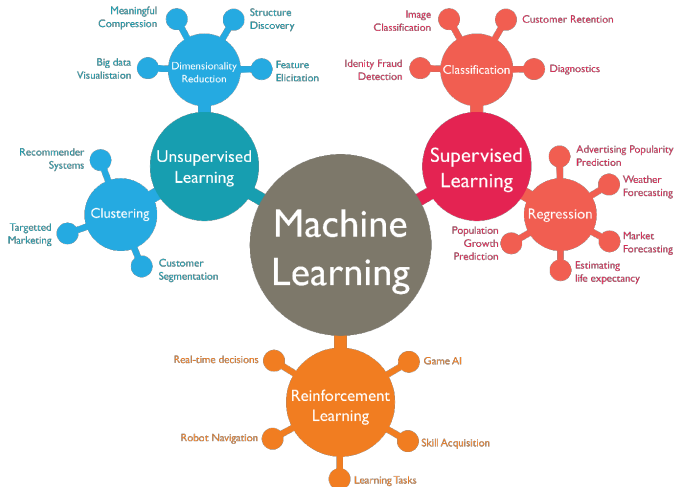 Meaningful
Compression
Structure
Discovery
Big data
Visualistaion
Dimensionality
Reduction
Feature
Elicitation
Unsupervised
Learning
Recommender
Systems
Clustering
Targetted
Marketing
Customer
Segmentation
Machine
Learning
Image
Classification
Customer Retention
Idenity Fraud
Detection
Classification
Diagnostics
Supervised
Learning
Advertising Popularity
Prediction
Weather
Forecasting
Regression
Population
Growth
Prediction
Market
Forecasting
Estimating
life expectancy
Real-time decisions
Game AI
Reinforcement
Learning
Robot Navigation
Skill Acquisition
Learning Tasks